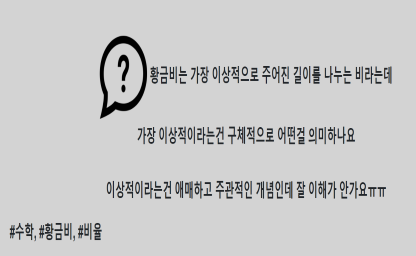 황금비는 가장 이상적으로 주어진 길이를 나누는 비라는데
가장 이상적이라는건 구체적으로 어떤걸 의미하나요
이상적이라는건 애매하고 주관적인 개념인데 잘 이해가 안가요ㅠㅠ
#수학, #황금비, #비율